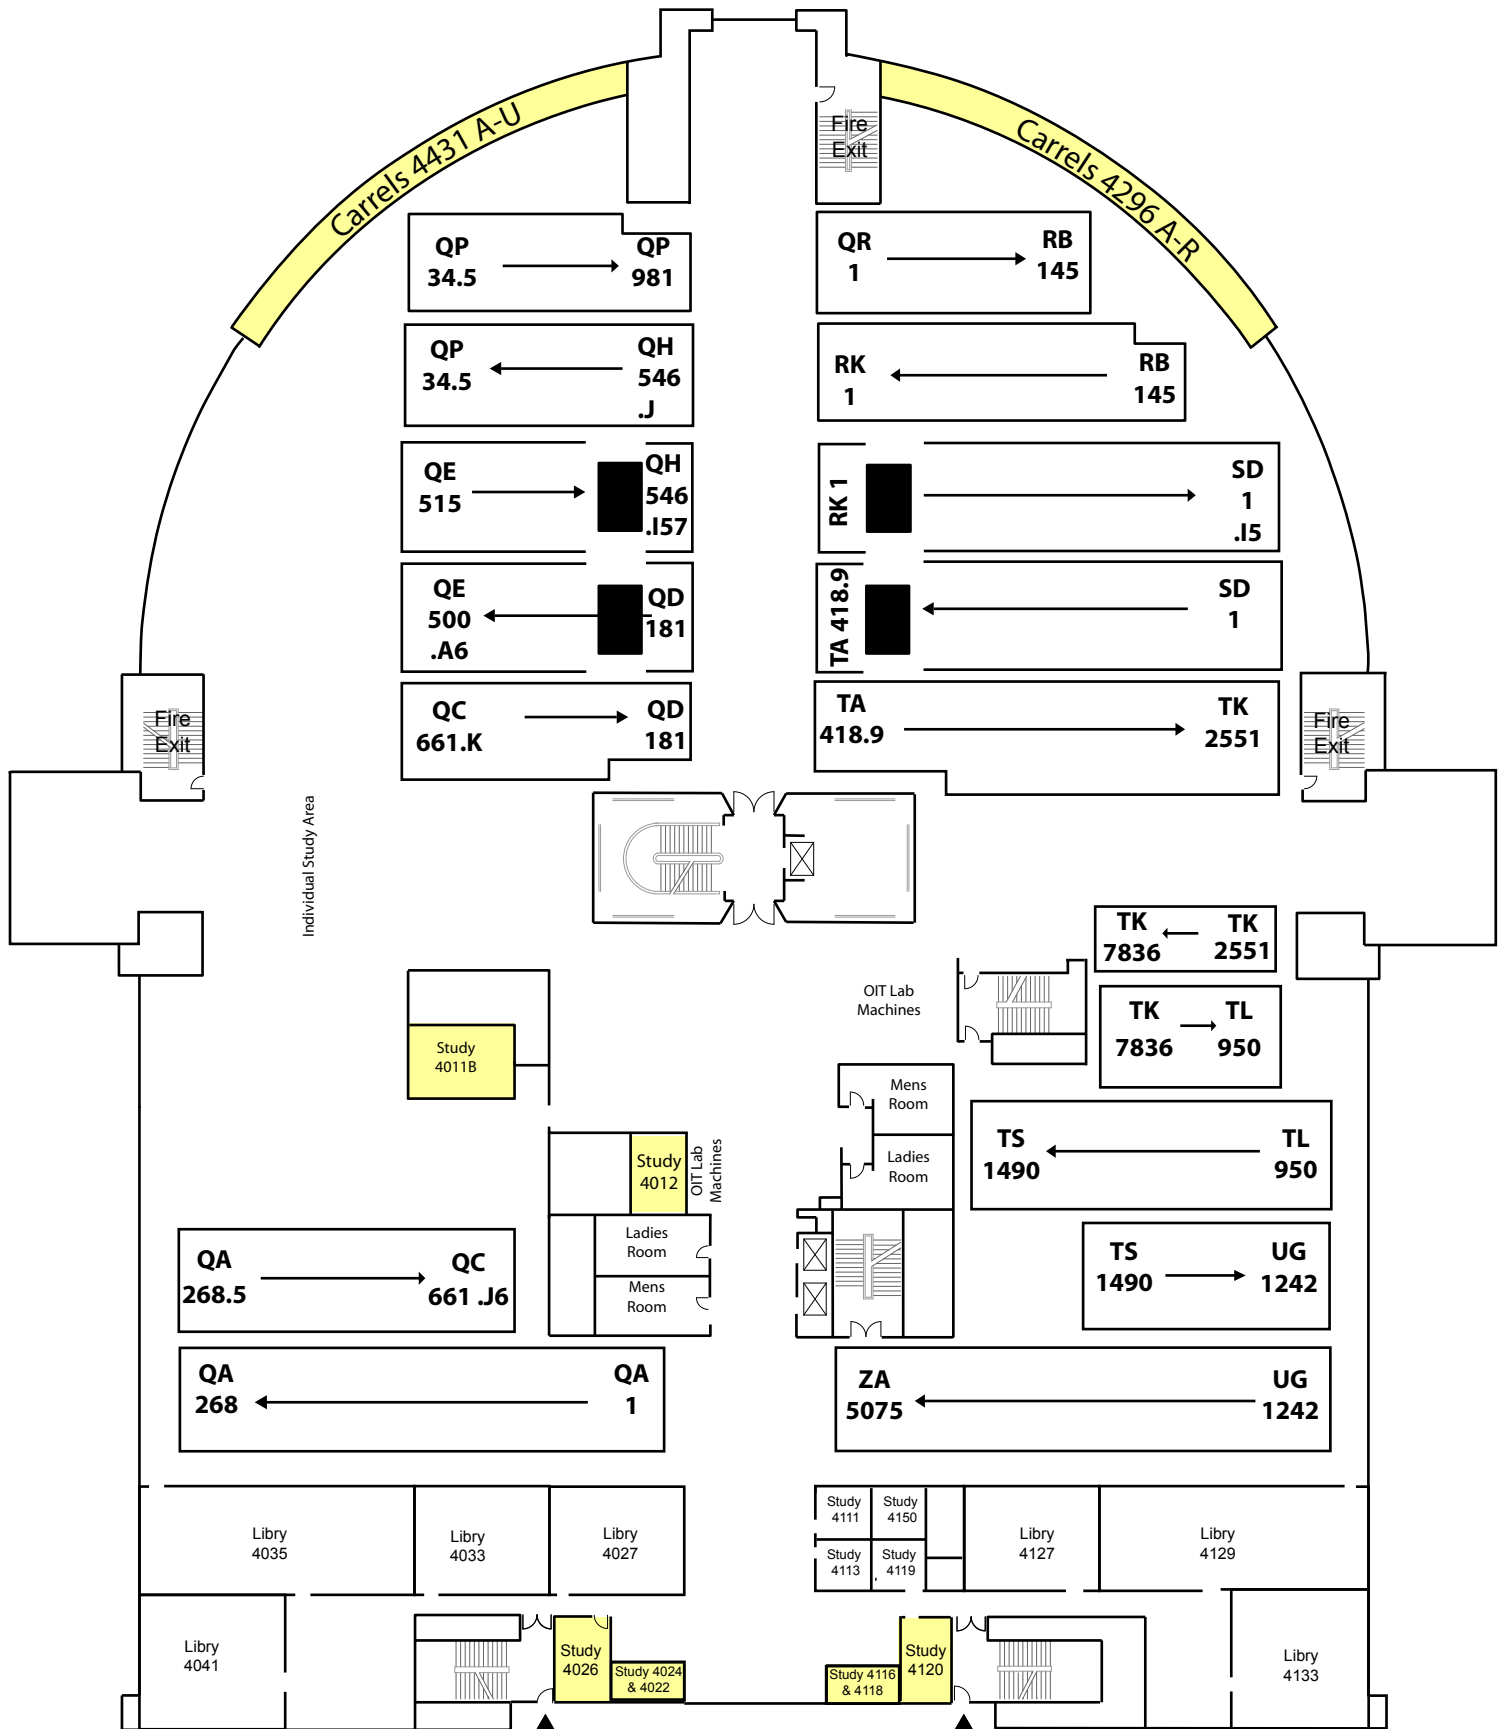 Carrels 4431 A-U
Carrels 4296 A-R
Fire
Exit
QP
34.5
QP
981
QR
1
RB
145
QP
34.5
QH
546
.J
RK
1
RB
145
QE
515
QH
546
.I57
RK 1
SD
1
.I5
QE
500
.A6
QD
181
TA 418.9
SD
1
QC
661.K
QD
181
TA
418.9
TK
2551
Fire
Exit
Fire
Exit
Individual Study Area
TK
7836
TK
2551
OIT Lab
Machines
TK
7836
TL
950
Study
4011B
Mens
Room
Ladies
Room
TS
1490
TL
950
Study
4012
OIT Lab
Machines
Ladies
Room
Mens
Room
QA
268.5
QC
661 .J6
TS
1490
UG
1242
QA
268
QA
1
ZA
5075
UG
1242
Libry
4035
Libry
4033
Libry
4027
Study
4111
Study
4150
Study
4113
Study
4119
Libry
4127
Libry
4129
Libry
4041
Study
4026
Study 4024
& 4022
Study 4116
& 4118
Study
4120
Libry
4133